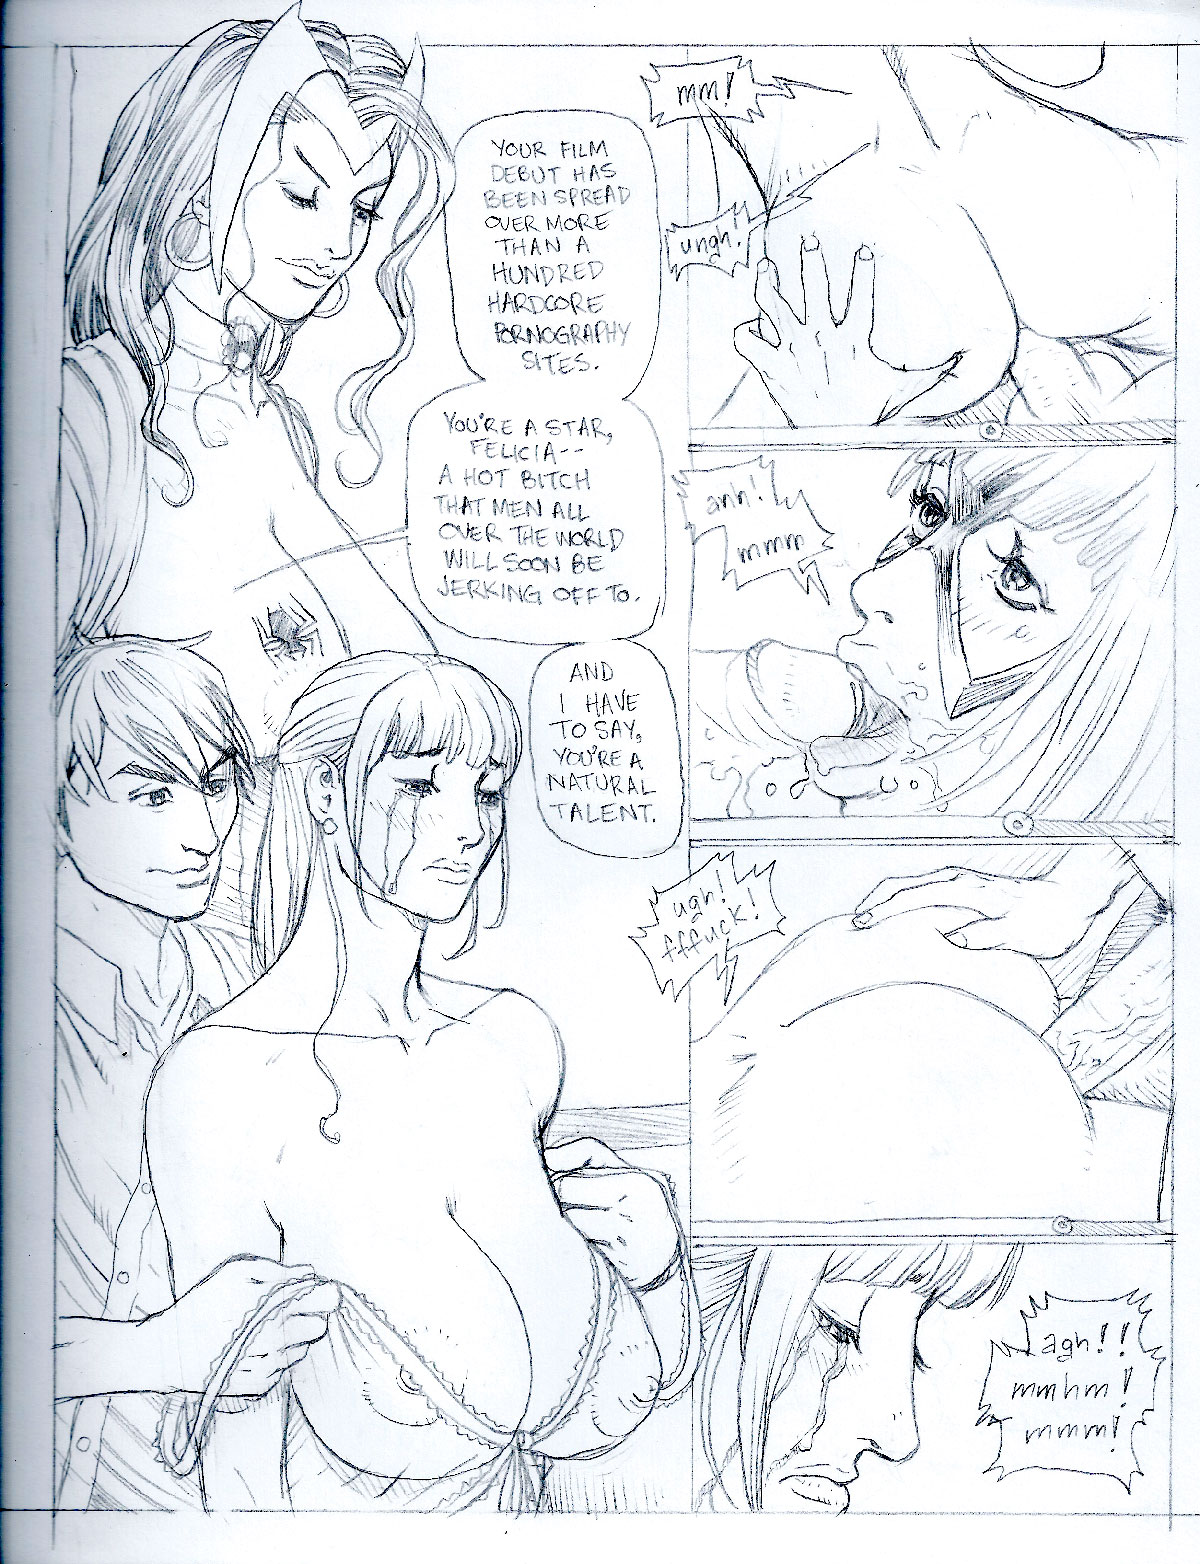 YOUR FILM
DEBUT HAS
BEEN SPREAD
OVER MORE
THAN A
HUNDRED
HARDCORE
PORNOGRAPHY
SITES.
YOU'RE A STAR,
FELICIA--
A HOT BITCH
THAT MEN ALL
OVER THE WORLD
WILL SOON BE
JERKING OFF TO.
AND
I HAVE
TO SAY,
YOU'RE A
NATURAL
TALENT.
mm!
ungh!
anh!
mmm
ugh!
fffuck!
agh!!
mmhm!
mmm!